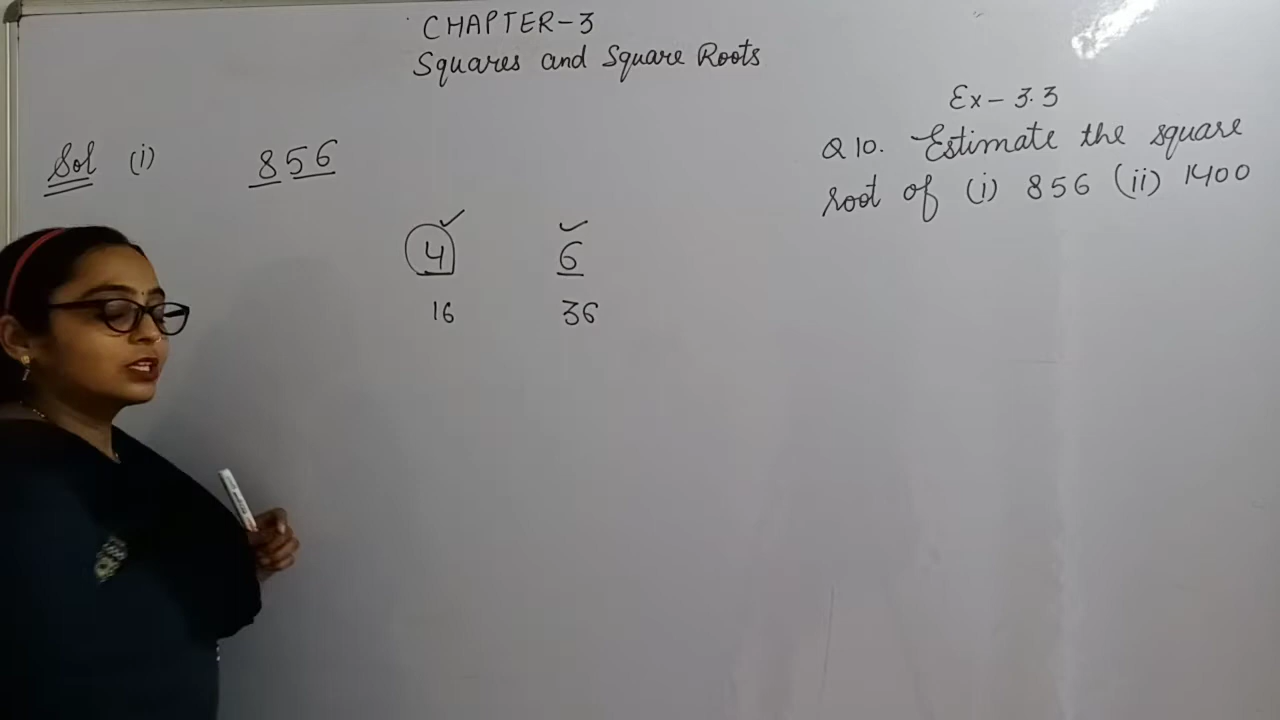 CHAPTER-3
Squares and Square Roots
Ex-3.3
Q 10. Estimate the square
root of (i) 856 (ii) 1400
Sol (i) 856
4 6
16 36